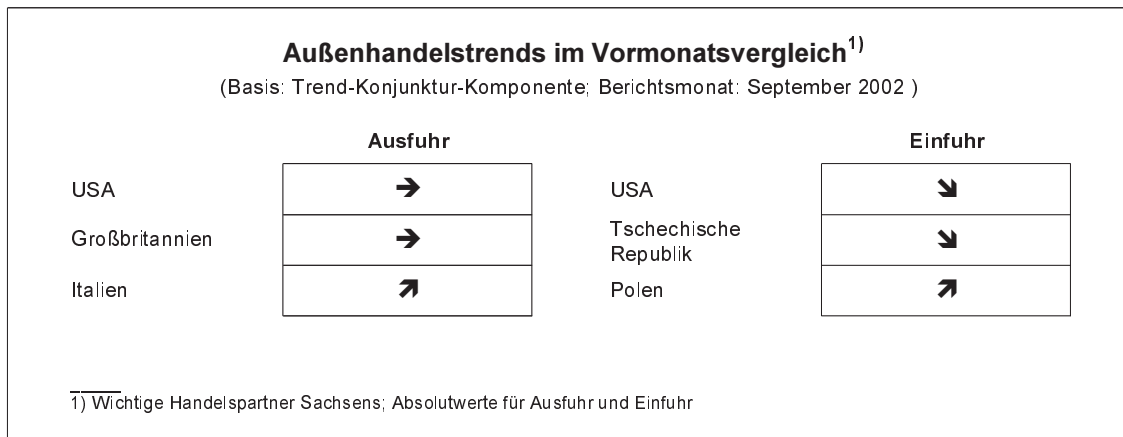 Außenhandelstrends im Vormonatsvergleich1)
(Basis: Trend-Konjunktur-Komponente; Berichtsmonat: September 2002 )
Ausfuhr
USA ➔
Großbritannien ➔
Italien ➚
Einfuhr
USA ➘
Tschechische
Republik ➘
Polen ➚
1) Wichtige Handelspartner Sachsens; Absolutwerte für Ausfuhr und Einfuhr